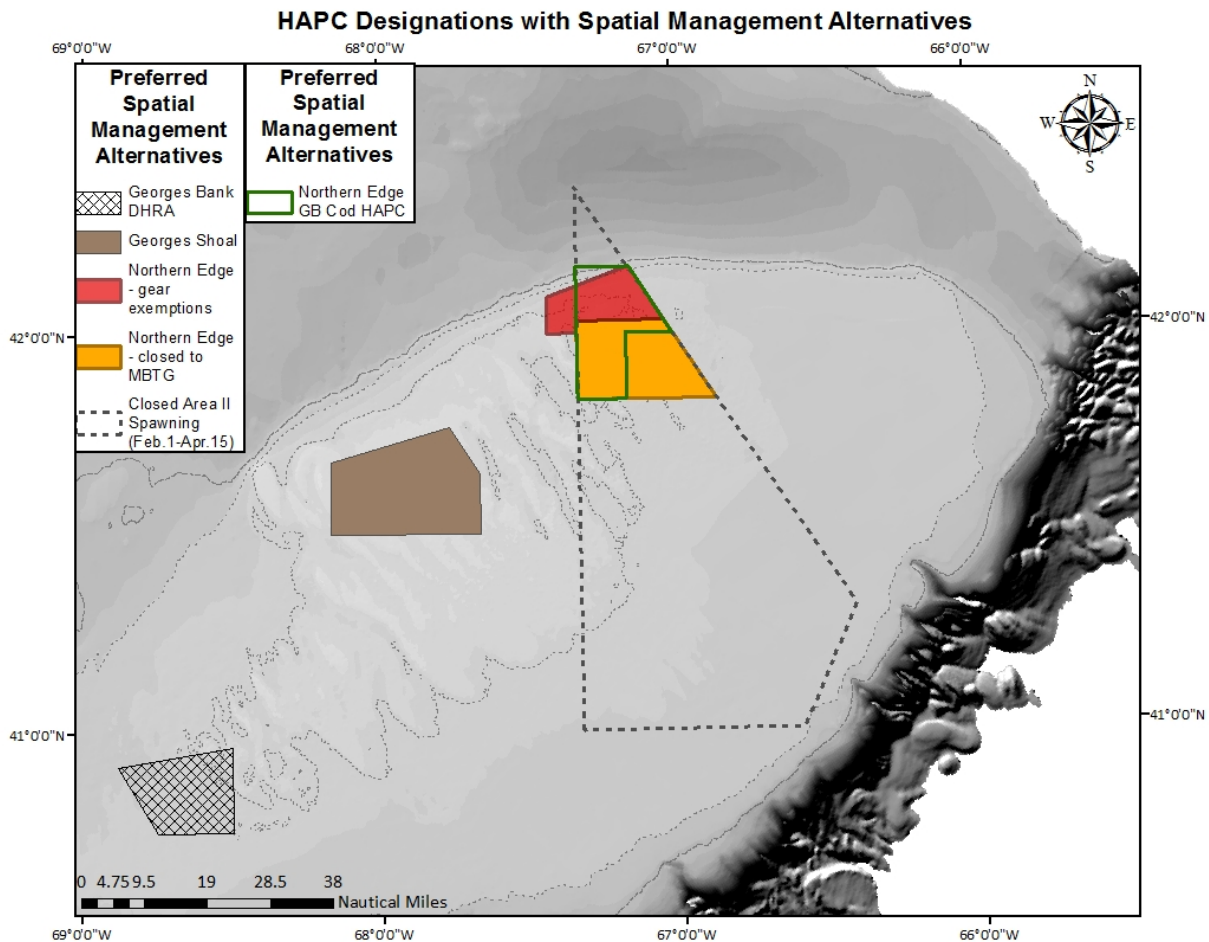 HAPC Designations with Spatial Management Alternatives
69°0'0"W
68°0'0"W
67°0'0"W
66°0'0"W
Preferred
Spatial
Management
Alternatives
Georges Bank
DHRA
Georges Shoal
Northern Edge
- gear
exemptions
Northern Edge
- closed to
MBTG
Closed Area II
Spawning
(Feb.1-Apr.15)
Preferred
Spatial
Management
Alternatives
Northern Edge
GB Cod HAPC
N
W
E
S
42°0'0"N
42°0'0"N
41°0'0"N
41°0'0"N
0 4.75 9.5 19 28.5 38
Nautical Miles
69°0'0"W
68°0'0"W
67°0'0"W
66°0'0"W